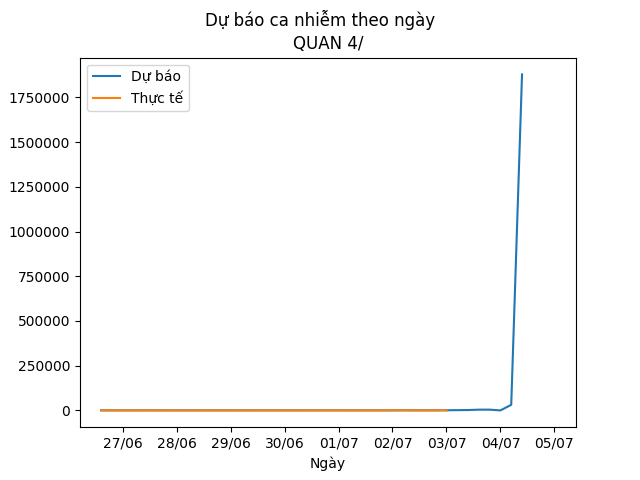 Dự báo ca nhiễm theo ngày
QUAN 4/
Dự báo
Thực tế
1750000
1500000
1250000
1000000
750000
500000
250000
0
27/06 28/06 29/06 30/06 01/07 02/07 03/07 04/07 05/07
Ngày